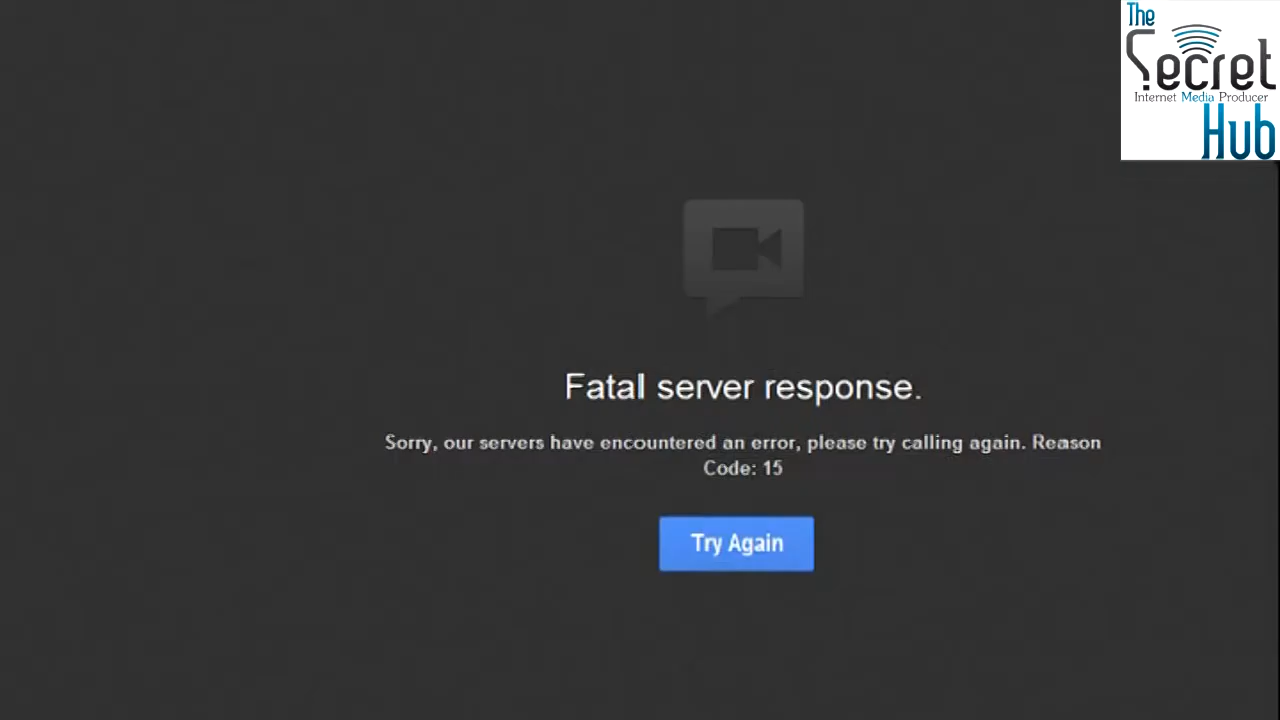 The
Secret
Internet Media Producer
Hub
Fatal server response.
Sorry, our servers have encountered an error, please try calling again. Reason
Code: 15
Try Again